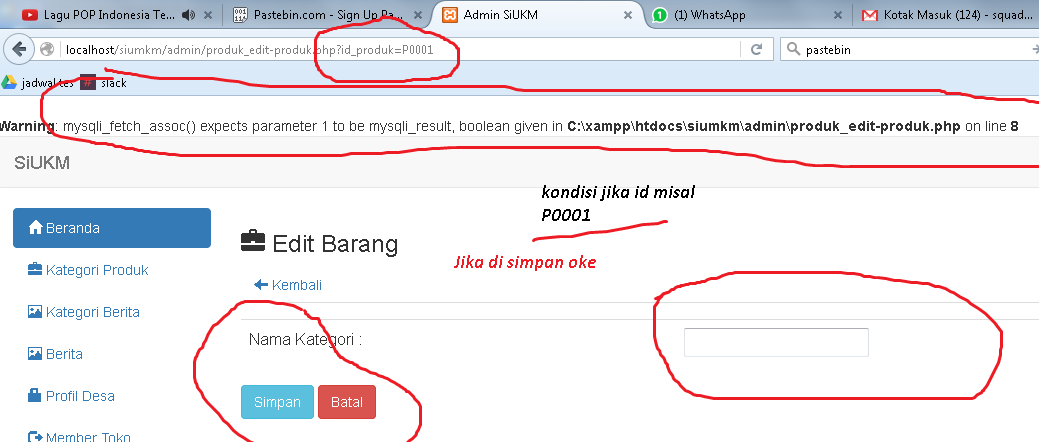 Lagu POP Indonesia Te...
Pastebin.com - Sign Up Pa...
Admin SiUKM
(1) WhatsApp
Kotak Masuk (124) - squad...
localhost/siumkm/admin/produk_edit-produk.php?id_produk=P0001
pastebin
jadwal tes
slack
Warning: mysqli_fetch_assoc() expects parameter 1 to be mysqli_result, boolean given in C:\xampp\htdocs\siumkm\admin\produk_edit-produk.php on line 8
SiUKM
kondisi jika id misal
P0001
Beranda
Edit Barang
Jika di simpan oke
Kategori Produk
Kembali
Kategori Berita
Nama Kategori :
Berita
Profil Desa
Simpan
Batal
Member Toko